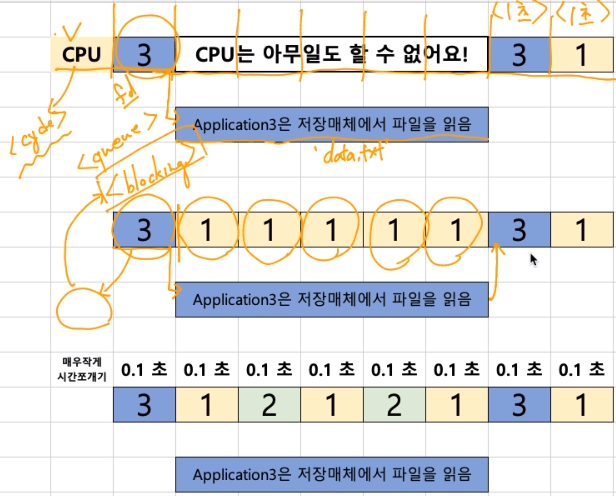 <1초> <1초>
CPU 3 CPU는 아무일도 할 수 없어요! 3 1
fd
<cycle>
Application3은 저장매체에서 파일을 읽음
<queue>
'data.txt'
<blocking>
3 1 1 1 1 1 3 1
Application3은 저장매체에서 파일을 읽음
매우작게
시간쪼개기
0.1 초 0.1 초 0.1 초 0.1 초 0.1 초 0.1 초 0.1 초 0.1 초
3 1 2 1 2 1 3 1
Application3은 저장매체에서 파일을 읽음